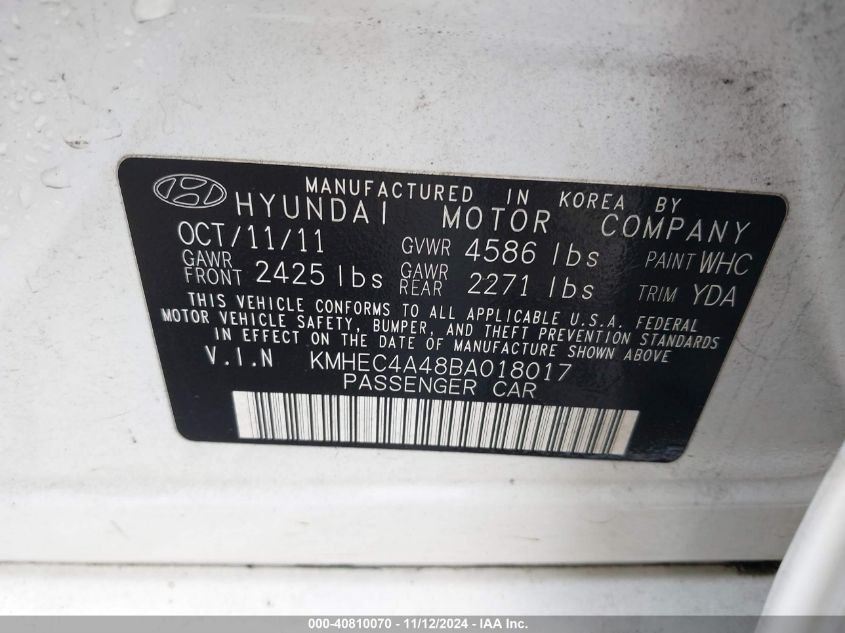 MANUFACTURED IN KOREA BY
HYUNDAI MOTOR COMPANY
OCT/11/11 GVWR 4586 lbs PAINT WHC
GAWR FRONT 2425 lbs GAWR REAR 2271 lbs TRIM YDA
THIS VEHICLE CONFORMS TO ALL APPLICABLE U.S.A. FEDERAL
MOTOR VEHICLE SAFETY, BUMPER, AND THEFT PREVENTION STANDARDS
IN EFFECT ON THE DATE OF MANUFACTURE SHOWN ABOVE
V.I.N KMHEC4A48BA018017
PASSENGER CAR
000-40810070 - 11/12/2024 - IAA Inc.